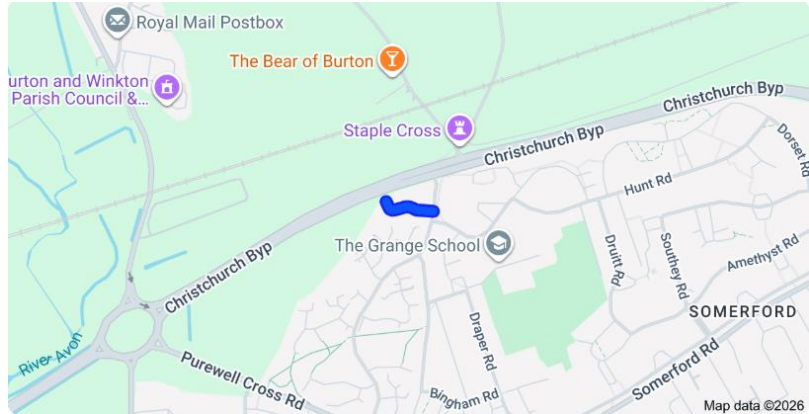 Royal Mail Postbox
The Bear of Burton
urton and Winkton
Parish Council &...
Staple Cross
Christchurch Byp
Christchurch Byp
Dorset Rd
Hunt Rd
The Grange School
Druitt Rd
Southey Rd
Amethyst Rd
Christchurch Byp
SOMERFORD
Draper Rd
River Avon
Purewell Cross Rd
Bingham Rd
Somerford Rd
Map data ©2026